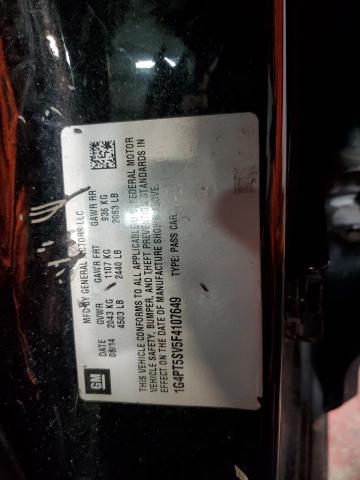 GM
MFD BY GENERAL MOTORS LLC
DATE GVWR GAWR FRT GAWR RR
08/14 2043 KG 1107 KG 936 KG
4503 LB 2440 LB 2063 LB
THIS VEHICLE CONFORMS TO ALL APPLICABLE U.S. FEDERAL MOTOR
VEHICLE SAFETY, BUMPER, AND THEFT PREVENTION STANDARDS IN
EFFECT ON THE DATE OF MANUFACTURE SHOWN ABOVE.
1G4PT5SV5F4107649 TYPE: PASS CAR